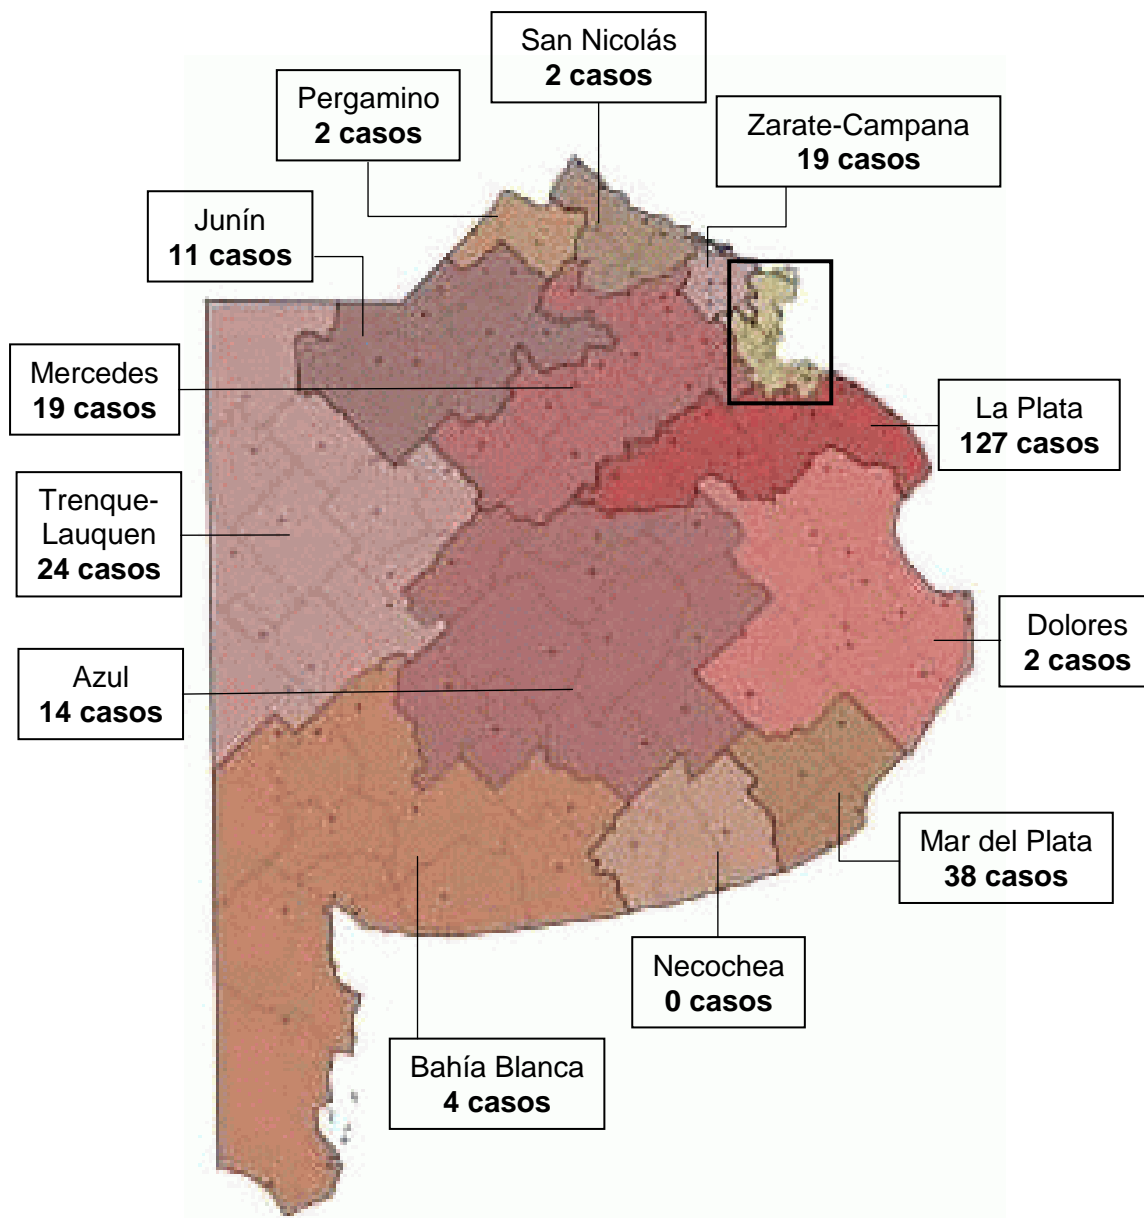 San Nicolás
2 casos
Pergamino
2 casos
Zarate-Campana
19 casos
Junín
11 casos
Mercedes
19 casos
La Plata
127 casos
Trenque-
Lauquen
24 casos
Dolores
2 casos
Azul
14 casos
Mar del Plata
38 casos
Necochea
0 casos
Bahía Blanca
4 casos